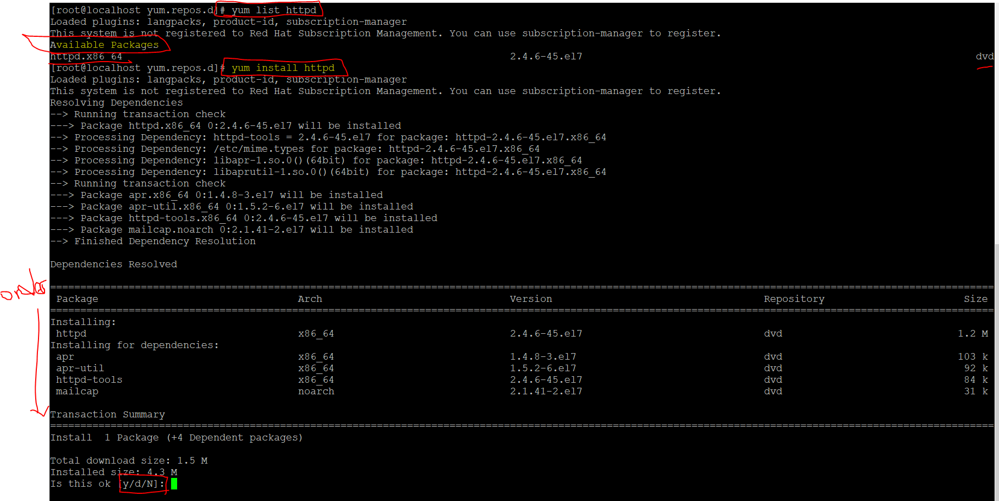 [root@localhost yum.repos.d]# yum list httpd
Loaded plugins: langpacks, product-id, subscription-manager
This system is not registered to Red Hat Subscription Management. You can use subscription-manager to register.
Available Packages
httpd.x86_64 2.4.6-45.el7 dvd
[root@localhost yum.repos.d]# yum install httpd
Loaded plugins: langpacks, product-id, subscription-manager
This system is not registered to Red Hat Subscription Management. You can use subscription-manager to register.
Resolving Dependencies
--> Running transaction check
---> Package httpd.x86_64 0:2.4.6-45.el7 will be installed
--> Processing Dependency: httpd-tools = 2.4.6-45.el7 for package: httpd-2.4.6-45.el7.x86_64
--> Processing Dependency: /etc/mime.types for package: httpd-2.4.6-45.el7.x86_64
--> Processing Dependency: libapr-1.so.0()(64bit) for package: httpd-2.4.6-45.el7.x86_64
--> Processing Dependency: libaprutil-1.so.0()(64bit) for package: httpd-2.4.6-45.el7.x86_64
--> Running transaction check
---> Package apr.x86_64 0:1.4.8-3.el7 will be installed
---> Package apr-util.x86_64 0:1.5.2-6.el7 will be installed
---> Package httpd-tools.x86_64 0:2.4.6-45.el7 will be installed
---> Package mailcap.noarch 0:2.1.41-2.el7 will be installed
--> Finished Dependency Resolution
Dependencies Resolved
order
Package Arch Version Repository Size
Installing:
httpd x86_64 2.4.6-45.el7 dvd 1.2 M
Installing for dependencies:
apr x86_64 1.4.8-3.el7 dvd 103 k
apr-util x86_64 1.5.2-6.el7 dvd 92 k
httpd-tools x86_64 2.4.6-45.el7 dvd 84 k
mailcap noarch 2.1.41-2.el7 dvd 31 k
Transaction Summary
Install 1 Package (+4 Dependent packages)
Total download size: 1.5 M
Installed size: 4.3 M
Is this ok [y/d/N]: